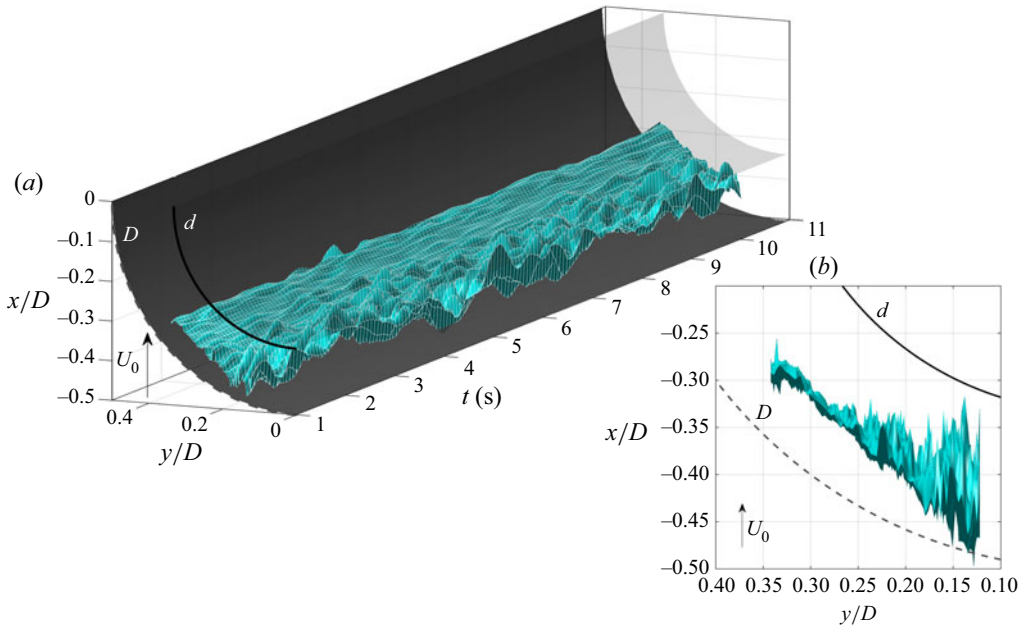 (a)
0
–0.1
–0.2
–0.3
–0.4
–0.5
x/D
D
d
U0
0.4
0.2
0
y/D
1
2
3
4
5
6
7
8
9
10
11
t (s)
(b)
–0.25
–0.30
–0.35
–0.40
–0.45
–0.50
x/D
d
D
U0
0.40 0.35 0.30 0.25 0.20 0.15 0.10
y/D